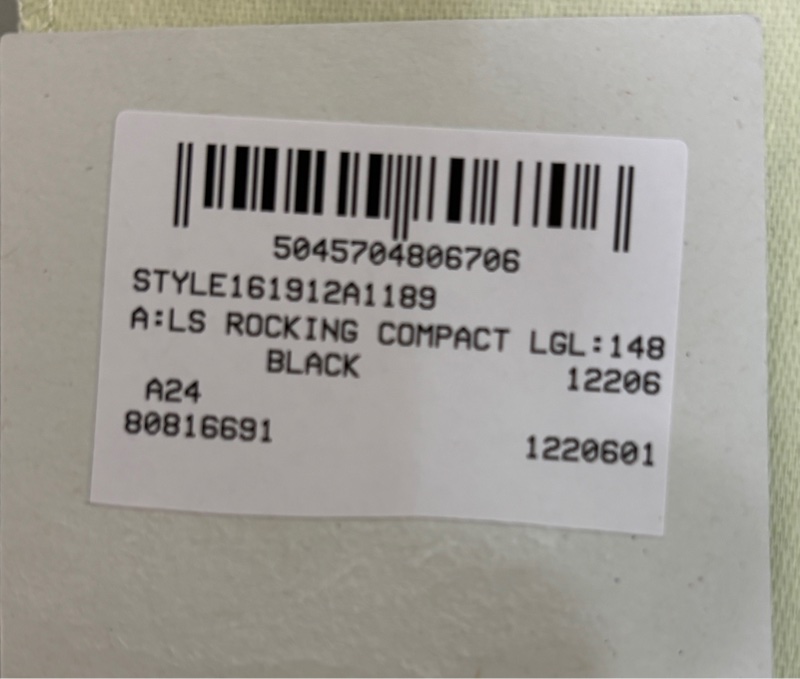 5045704806706
STYLE161912A1189
A:LS ROCKING COMPACT LGL:148
BLACK 12206
A24
80816691 1220601